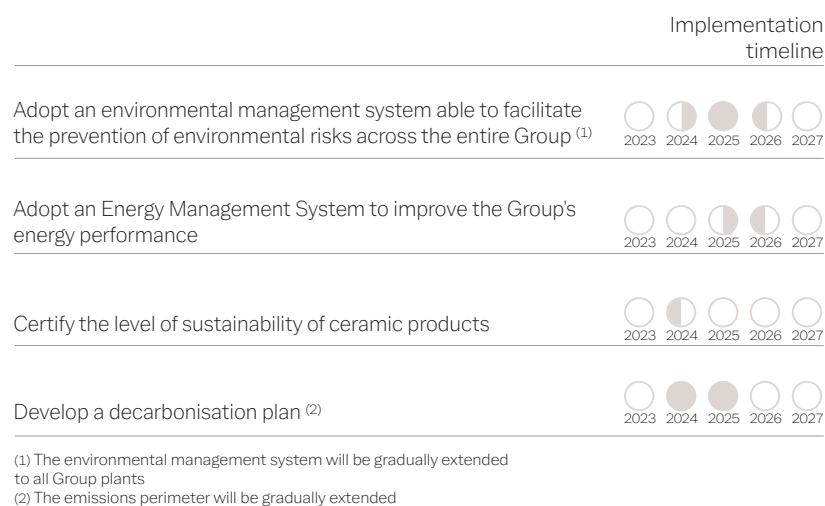 Implementation
timeline
Adopt an environmental management system able to facilitate
the prevention of environmental risks across the entire Group (1)
2023 2024 2025 2026 2027
Adopt an Energy Management System to improve the Group's
energy performance
2023 2024 2025 2026 2027
Certify the level of sustainability of ceramic products
2023 2024 2025 2026 2027
Develop a decarbonisation plan (2)
2023 2024 2025 2026 2027
(1) The environmental management system will be gradually extended
to all Group plants
(2) The emissions perimeter will be gradually extended